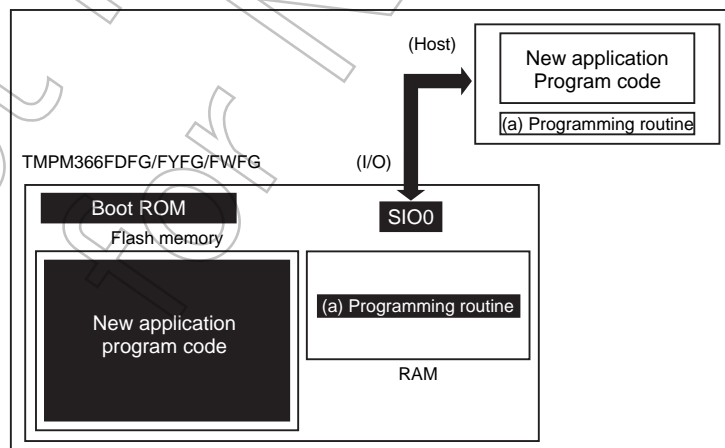 (Host)
New application
Program code
(a) Programming routine
TMPM366FDFG/FYFG/FWFG
(I/O)
Boot ROM
SIO0
Flash memory
New application
program code
(a) Programming routine
RAM
for